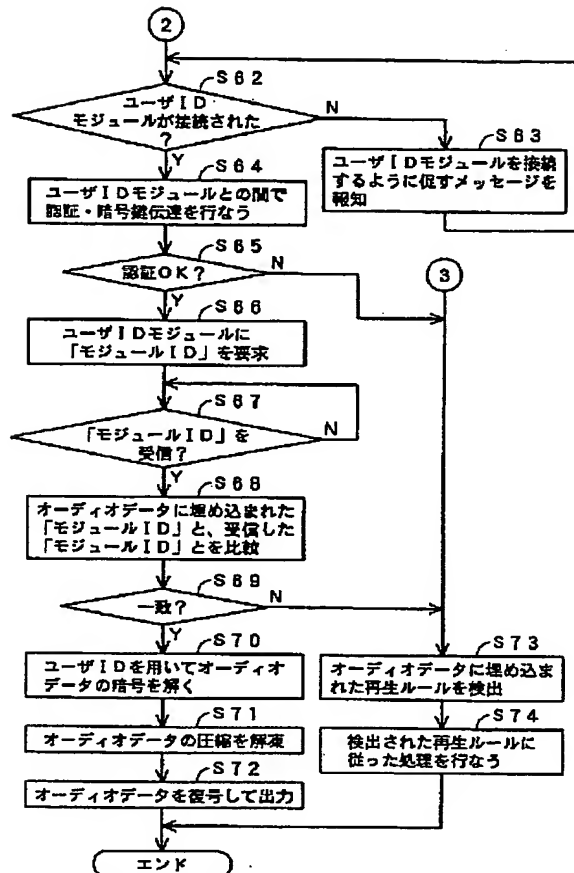 2
S62
ユーザID
モジュールが接続された
?
N
Y
S63
ユーザIDモジュールを接続
するように促すメッセージを
報知
S64
ユーザIDモジュールとの間で
認証・暗号鍵伝達を行なう
S65
認証OK?
N
Y
3
S66
ユーザIDモジュールに
「モジュールID」を要求
S67
「モジュールID」を
受信?
N
Y
S68
オーディオデータに埋め込まれた
「モジュールID」と、受信した
「モジュールID」とを比較
S69
一致?
N
Y
S70
ユーザIDを用いてオーディオ
データの暗号を解く
S71
オーディオデータの圧縮を解凍
S72
オーディオデータを復号して出力
S73
オーディオデータに埋め込ま
れた再生ルールを検出
S74
検出された再生ルールに
従った処理を行なう
エンド